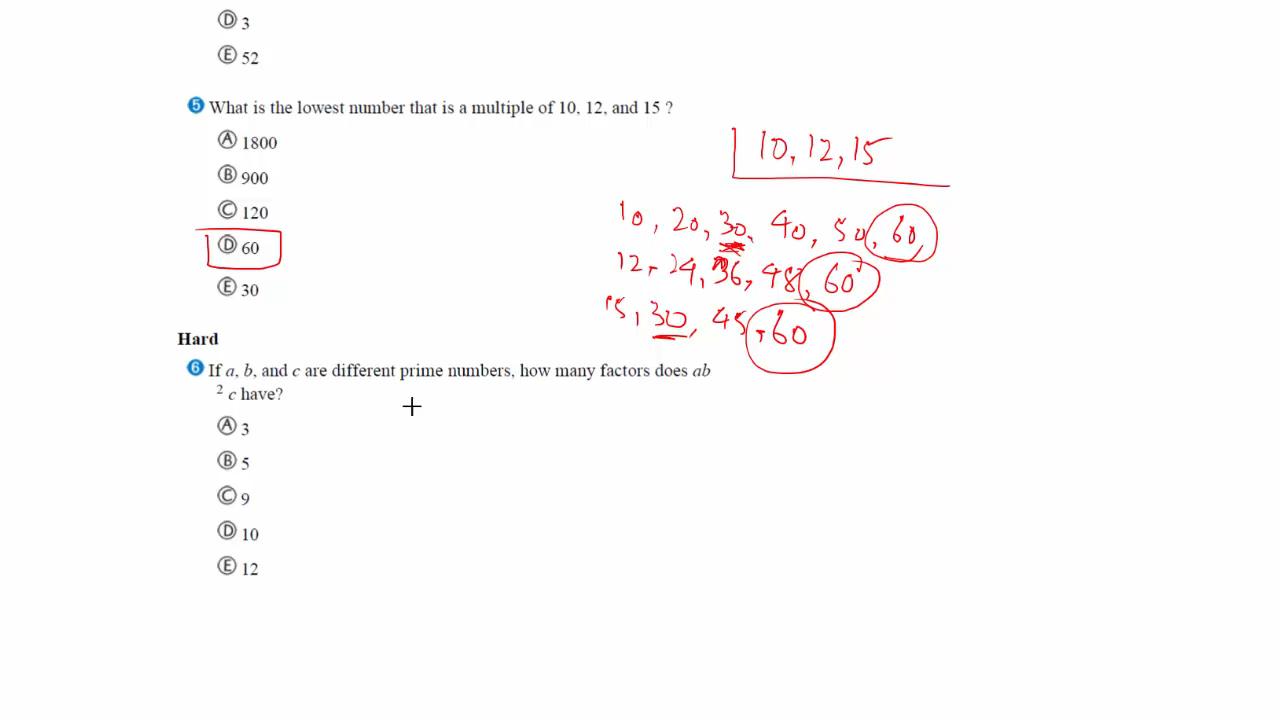 Ⓓ 3
Ⓔ 52
5 What is the lowest number that is a multiple of 10, 12, and 15 ?
Ⓐ 1800
Ⓑ 900
Ⓒ 120
Ⓓ 60
Ⓔ 30
10, 12, 15
10, 20, 30, 40, 50, 60,
12, 24, 36, 48, 60
15, 30, 45, 60
Hard
6 If a, b, and c are different prime numbers, how many factors does ab
² c have?
Ⓐ 3
Ⓑ 5
Ⓒ 9
Ⓓ 10
Ⓔ 12